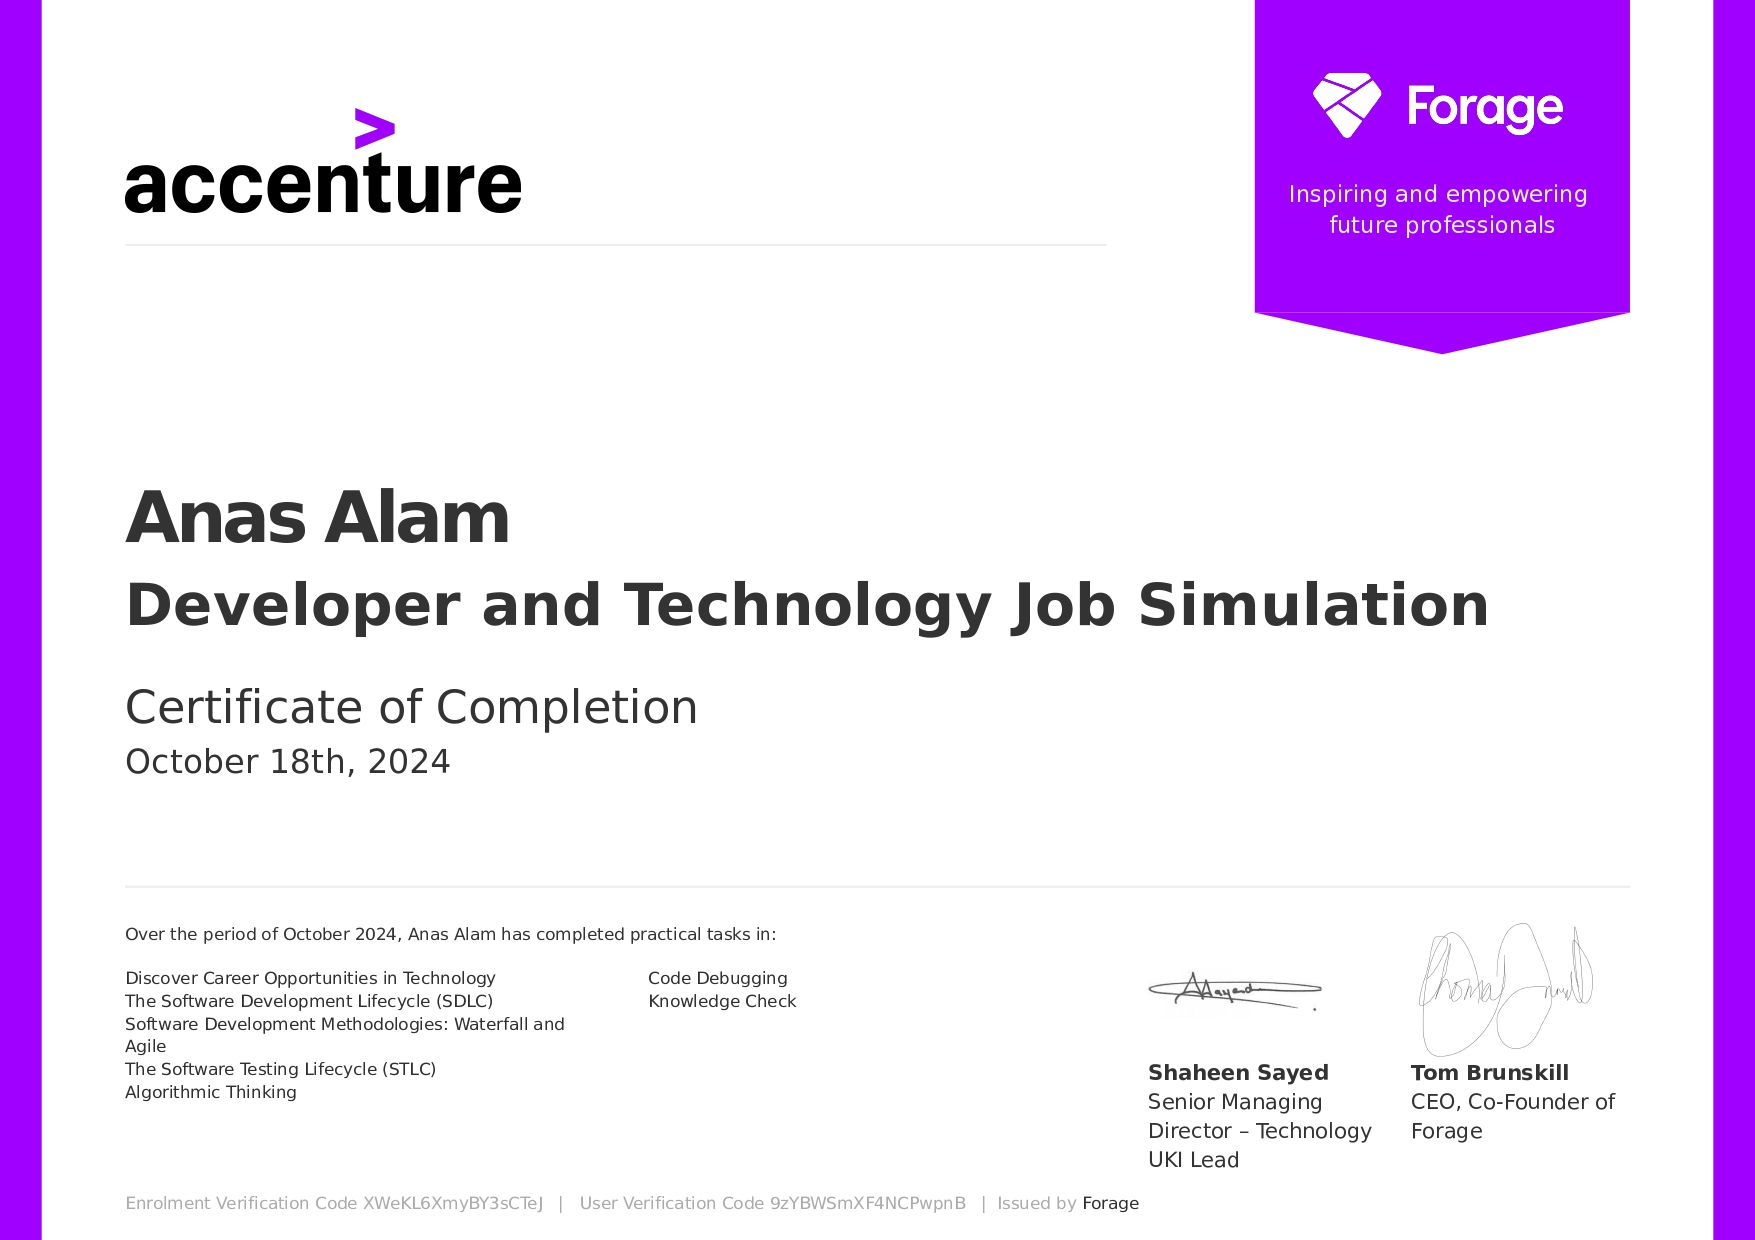 accenture
>
Forage
Inspiring and empowering
future professionals
Anas Alam
Developer and Technology Job Simulation
Certificate of Completion
October 18th, 2024
Over the period of October 2024, Anas Alam has completed practical tasks in:
Discover Career Opportunities in Technology
The Software Development Lifecycle (SDLC)
Software Development Methodologies: Waterfall and
Agile
The Software Testing Lifecycle (STLC)
Algorithmic Thinking
Code Debugging
Knowledge Check
Shaheen Sayed
Senior Managing
Director – Technology
UKI Lead
Tom Brunskill
CEO, Co-Founder of
Forage
Enrolment Verification Code XWeKL6XmyBY3sCTeJ | User Verification Code 9zYBWSmXF4NCPwpnB | Issued by Forage